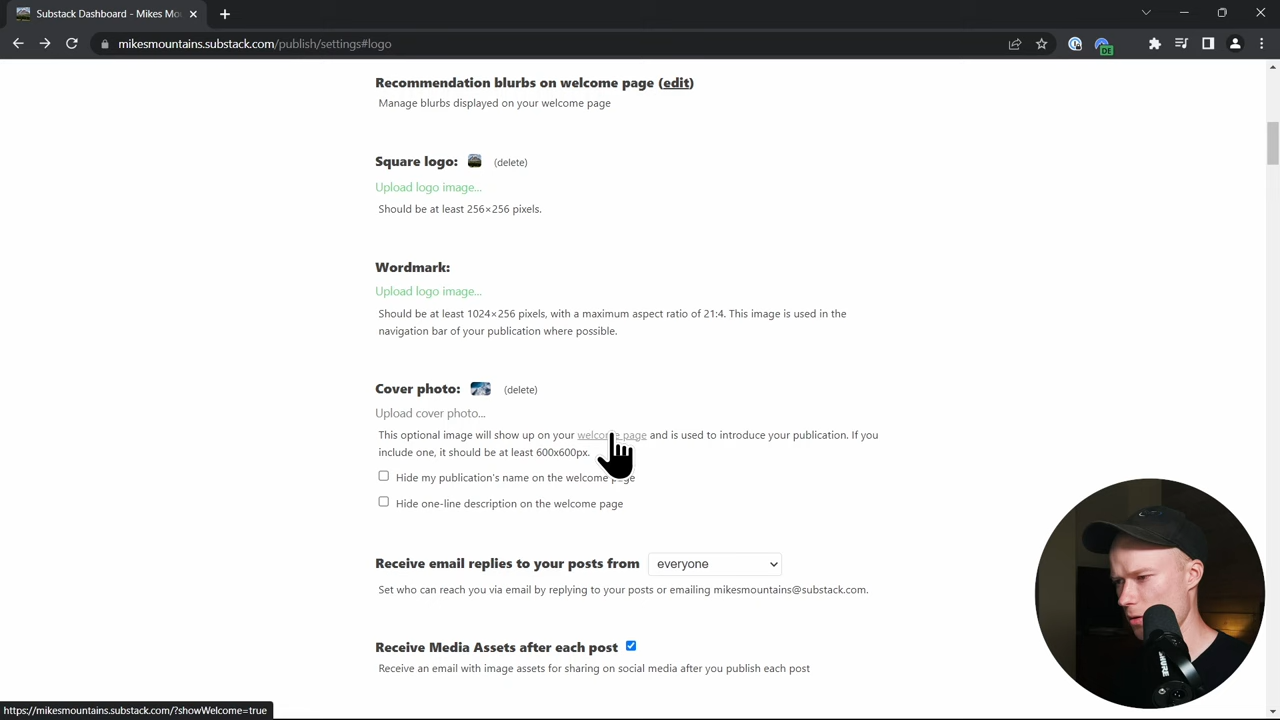 Substack Dashboard - Mikes Mou
mikesmountains.substack.com/publish/settings#logo
DE
Recommendation blurbs on welcome page (edit)
Manage blurbs displayed on your welcome page
Square logo: (delete)
Upload logo image...
Should be at least 256×256 pixels.
Wordmark:
Upload logo image...
Should be at least 1024×256 pixels, with a maximum aspect ratio of 21:4. This image is used in the
navigation bar of your publication where possible.
Cover photo: (delete)
Upload cover photo...
This optional image will show up on your welcome page and is used to introduce your publication. If you
include one, it should be at least 600x600px.
Hide my publication's name on the welcome page
Hide one-line description on the welcome page
Receive email replies to your posts from everyone
Set who can reach you via email by replying to your posts or emailing mikesmountains@substack.com.
Receive Media Assets after each post
Receive an email with image assets for sharing on social media after you publish each post
SHURE
https://mikesmountains.substack.com/?showWelcome=true